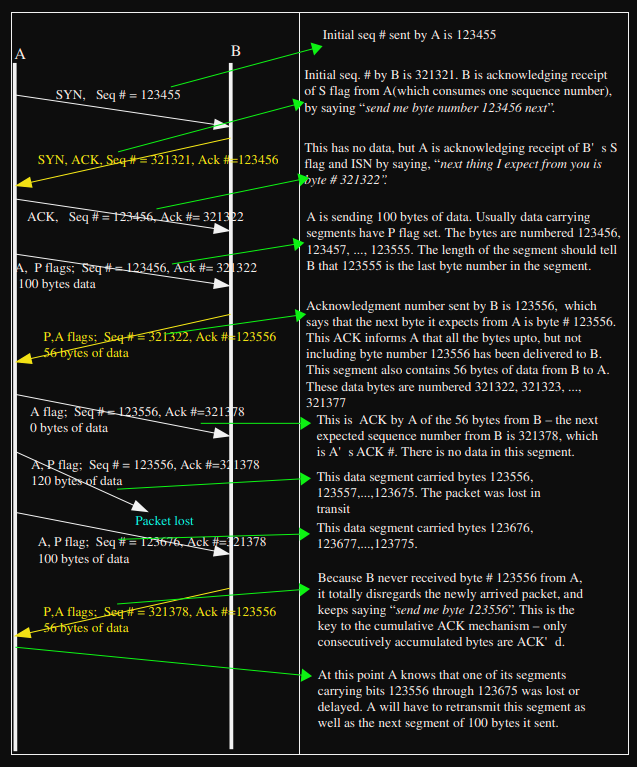 A
B
SYN, Seq # = 123455
SYN, ACK, Seq # = 321321, Ack #=123456
ACK, Seq # = 123456, Ack #= 321322
A, P flags; Seq # = 123456, Ack #= 321322
100 bytes data
P,A flags; Seq # = 321322, Ack #=123556
56 bytes of data
A flag; Seq # = 123556, Ack #=321378
0 bytes of data
A, P flag; Seq # = 123556, Ack #=321378
120 bytes of data
Packet lost
A, P flag; Seq # = 123676, Ack #=321378
100 bytes of data
P,A flags; Seq # = 321378, Ack #=123556
56 bytes of data
Initial seq # sent by A is 123455
Initial seq. # by B is 321321. B is acknowledging receipt
of S flag from A(which consumes one sequence number),
by saying “send me byte number 123456 next”.
This has no data, but A is acknowledging receipt of B' s S
flag and ISN by saying, “next thing I expect from you is
byte # 321322”.
A is sending 100 bytes of data. Usually data carrying
segments have P flag set. The bytes are numbered 123456,
123457, ..., 123555. The length of the segment should tell
B that 123555 is the last byte number in the segment.
Acknowledgment number sent by B is 123556, which
says that the next byte it expects from A is byte # 123556.
This ACK informs A that all the bytes upto, but not
including byte number 123556 has been delivered to B.
This segment also contains 56 bytes of data from B to A.
These data bytes are numbered 321322, 321323, ...,
321377
This is ACK by A of the 56 bytes from B – the next
expected sequence number from B is 321378, which
is A' s ACK #. There is no data in this segment.
This data segment carried bytes 123556,
123557,...,123675. The packet was lost in
transit
This data segment carried bytes 123676,
123677,...,123775.
Because B never received byte # 123556 from A,
it totally disregards the newly arrived packet, and
keeps saying “send me byte 123556”. This is the
key to the cumulative ACK mechanism – only
consecutively accumulated bytes are ACK' d.
At this point A knows that one of its segments
carrying bits 123556 through 123675 was lost or
delayed. A will have to retransmit this segment as
well as the next segment of 100 bytes it sent.